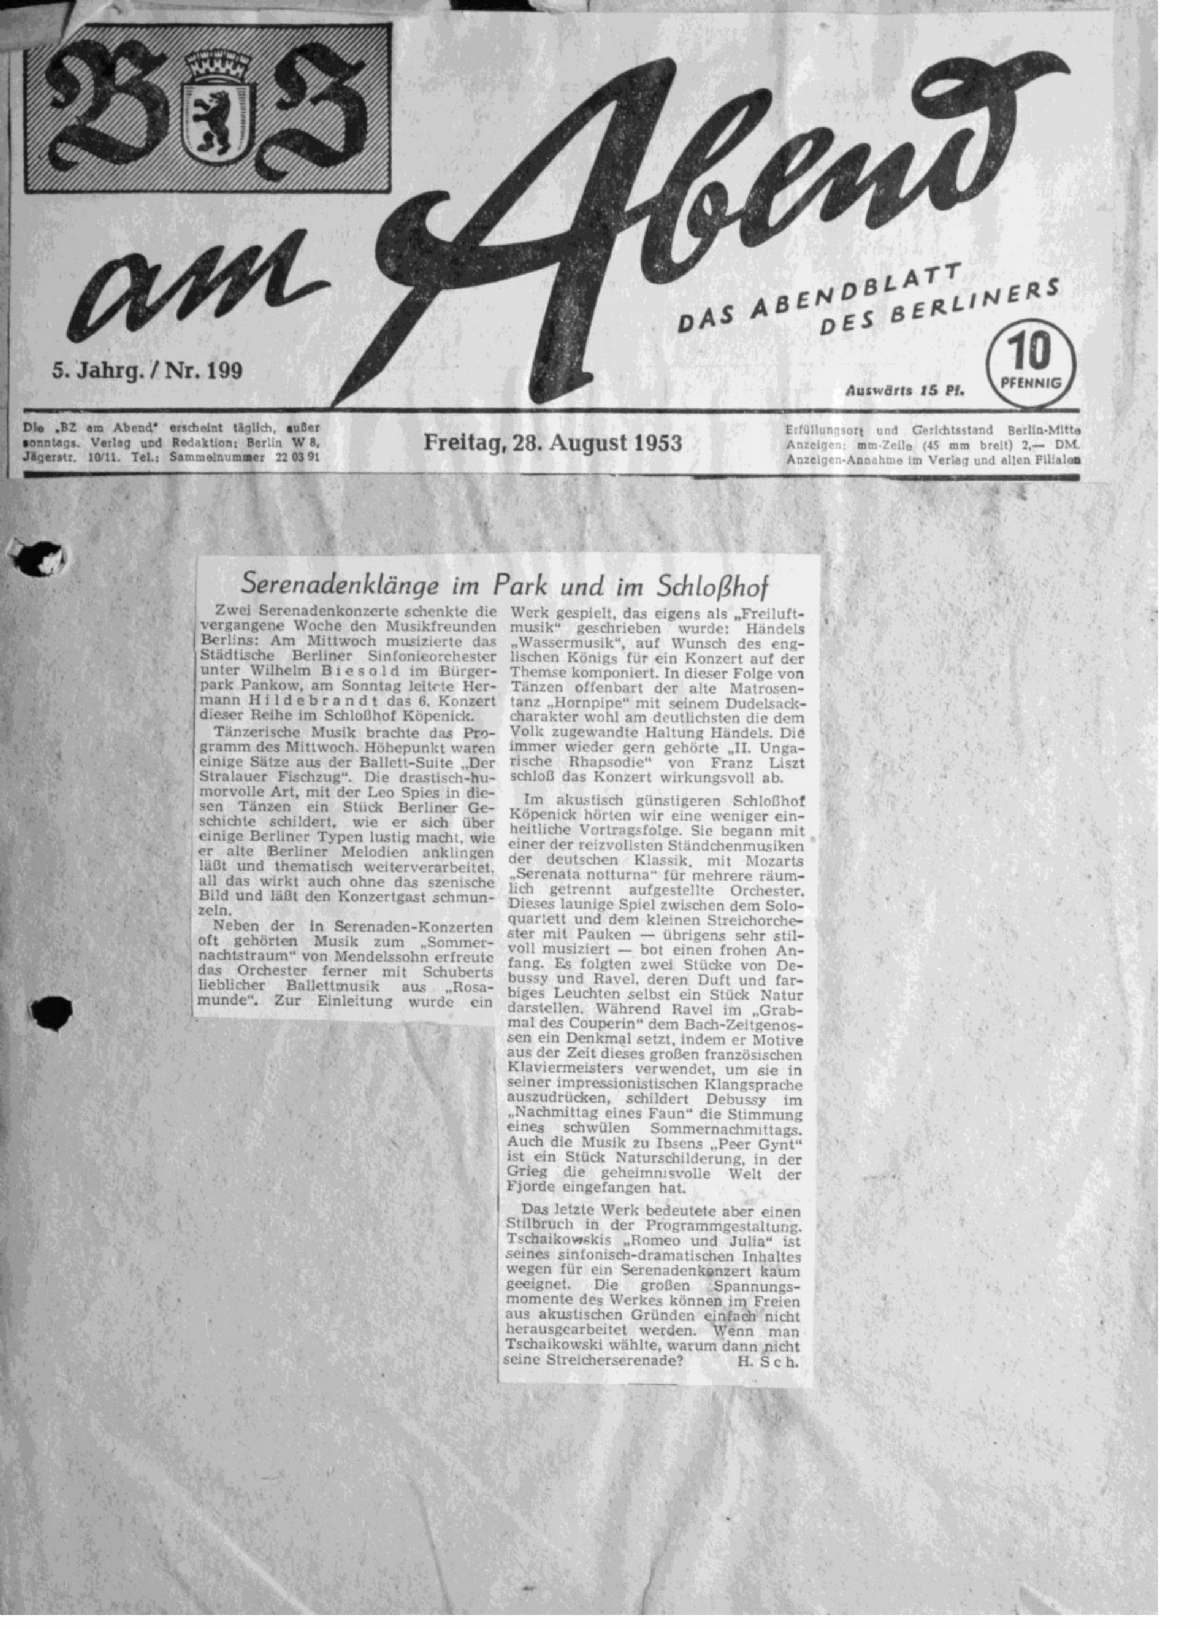 BZ
am Abend
DAS ABENDBLATT
DES BERLINERS
5. Jahrg. / Nr. 199
10
PFENNIG
Auswärts 15 Pf.
Die „BZ am Abend“ erscheint täglich, außer
sonntags. Verlag und Redaktion: Berlin W 8,
Jägerstr. 10/11. Tel.: Sammelnummer 22 03 91
Freitag, 28. August 1953
Erfüllungsort und Gerichtsstand Berlin-Mitte
Anzeigen: mm-Zeile (45 mm breit) 2,— DM.
Anzeigen-Annahme im Verlag und allen Filialen
Serenadenklänge im Park und im Schloßhof
Zwei Serenadenkonzerte schenkte die
vergangene Woche den Musikfreunden
Berlins: Am Mittwoch musizierte das
Städtische Berliner Sinfonieorchester
unter Wilhelm Biesold im Bürger-
park Pankow, am Sonntag leitete Her-
mann Hildebrandt das 6. Konzert
dieser Reihe im Schloßhof Köpenick.
Tänzerische Musik brachte das Pro-
gramm des Mittwoch. Höhepunkt waren
einige Sätze aus der Ballett-Suite „Der
Stralauer Fischzug“. Die drastisch-hu-
morvolle Art, mit der Leo Spies in die-
sen Tänzen ein Stück Berliner Ge-
schichte schildert, wie er sich über
einige Berliner Typen lustig macht, wie
er alte Berliner Melodien anklingen
läßt und thematisch weiterverarbeitet,
all das wirkt auch ohne das szenische
Bild und läßt den Konzertgast schmun-
zeln.
Neben der in Serenaden-Konzerten
oft gehörten Musik zum „Sommer-
nachtstraum“ von Mendelssohn erfreute
das Orchester ferner mit Schuberts
lieblicher Ballettmusik aus „Rosa-
munde“. Zur Einleitung wurde ein
Werk gespielt, das eigens als „Freiluft-
musik“ geschrieben wurde: Händels
„Wassermusik“, auf Wunsch des eng-
lischen Königs für ein Konzert auf der
Themse komponiert. In dieser Folge von
Tänzen offenbart der alte Matrosen-
tanz „Hornpipe“ mit seinem Dudelsack-
charakter wohl am deutlichsten die dem
Volk zugewandte Haltung Händels. Die
immer wieder gern gehörte „II. Unga-
rische Rhapsodie“ von Franz Liszt
schloß das Konzert wirkungsvoll ab.
Im akustisch günstigeren Schloßhof
Köpenick hörten wir eine weniger ein-
heitliche Vortragsfolge. Sie begann mit
einer der reizvollsten Ständchenmusiken
der deutschen Klassik, mit Mozarts
„Serenata notturna“ für mehrere räum-
lich getrennt aufgestellte Orchester.
Dieses launige Spiel zwischen dem Solo-
quartett und dem kleinen Streichorche-
ster mit Pauken — übrigens sehr stil-
voll musiziert — bot einen frohen An-
fang. Es folgten zwei Stücke von De-
bussy und Ravel, deren Duft und far-
biges Leuchten selbst ein Stück Natur
darstellen. Während Ravel im „Grab-
mal des Couperin“ dem Bach-Zeitgenos-
sen ein Denkmal setzt, indem er Motive
aus der Zeit dieses großen französischen
Klaviermeisters verwendet, um sie in
seiner impressionistischen Klangsprache
auszudrücken, schildert Debussy im
„Nachmittag eines Faun“ die Stimmung
eines schwülen Sommernachmittags.
Auch die Musik zu Ibsens „Peer Gynt“
ist ein Stück Naturschilderung, in der
Grieg die geheimnisvolle Welt der
Fjorde eingefangen hat.
Das letzte Werk bedeutete aber einen
Stilbruch in der Programmgestaltung.
Tschaikowskis „Romeo und Julia“ ist
seines sinfonisch-dramatischen Inhaltes
wegen für ein Serenadenkonzert kaum
geeignet. Die großen Spannungs-
momente des Werkes können im Freien
aus akustischen Gründen einfach nicht
herausgearbeitet werden. Wenn man
Tschaikowski wählte, warum dann nicht
seine Streicherserenade? H. Sch.